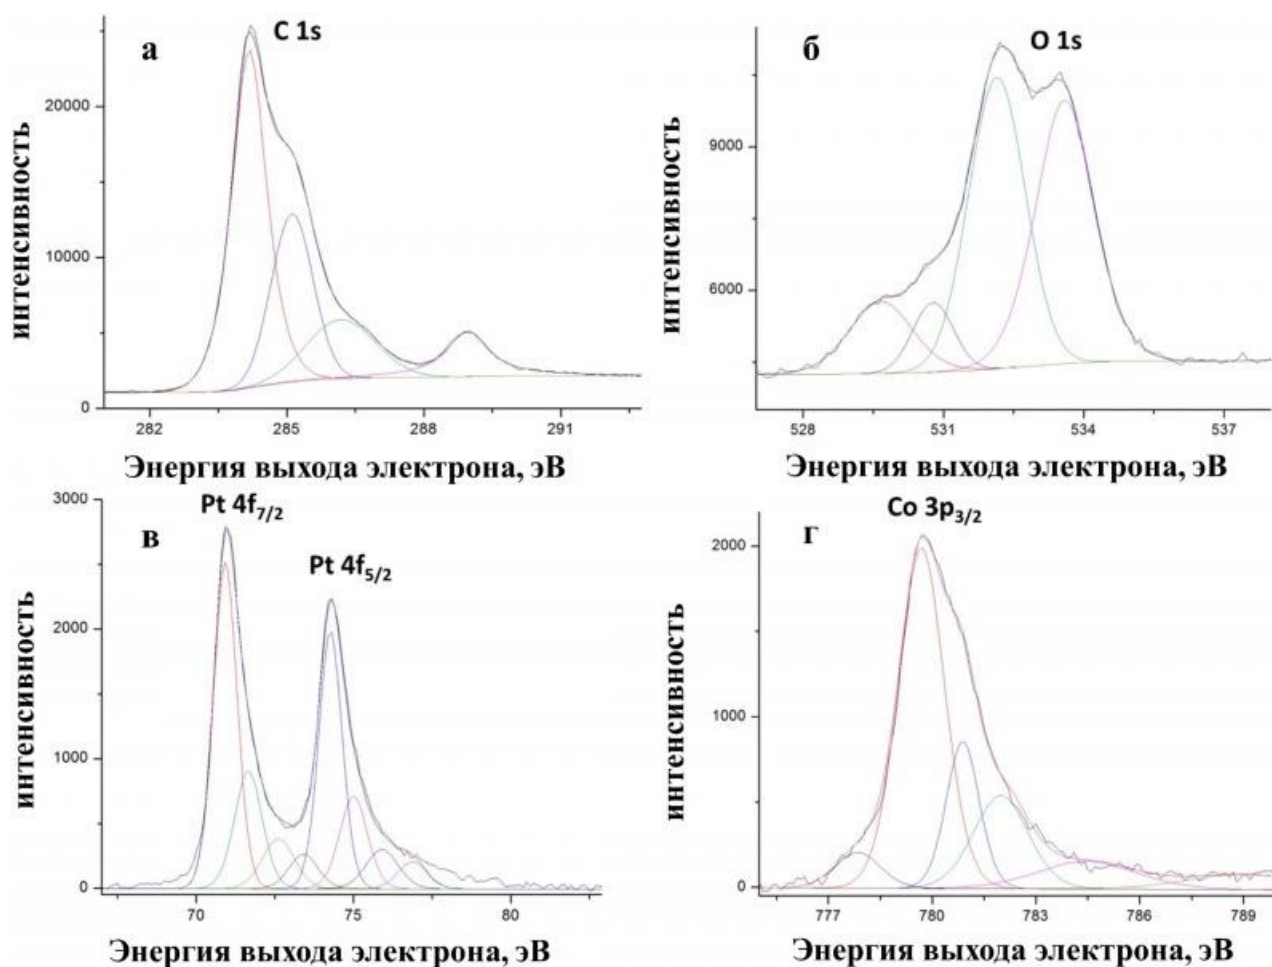 а
C 1s
20000
10000
0
282
285
288
291
интенсивность
Энергия выхода электрона, эВ
б
O 1s
9000
6000
528
531
534
537
интенсивность
Энергия выхода электрона, эВ
в
Pt 4f7/2
Pt 4f5/2
3000
2000
1000
0
70
75
80
интенсивность
Энергия выхода электрона, эВ
г
Co 3p3/2
2000
1000
0
777
780
783
786
789
интенсивность
Энергия выхода электрона, эВ